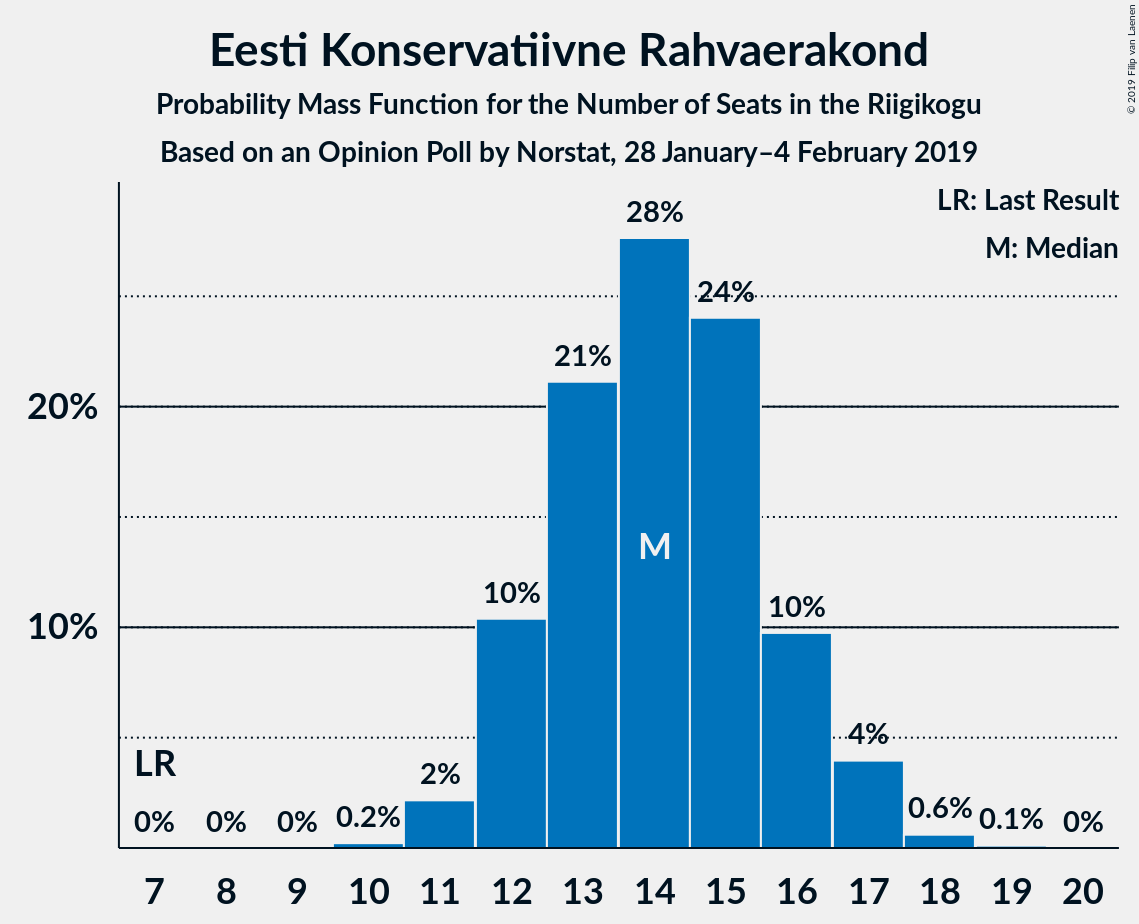 Eesti Konservatiivne Rahvaerakond
Probability Mass Function for the Number of Seats in the Riigikogu
Based on an Opinion Poll by Norstat, 28 January–4 February 2019
© 2019 Filip van Laenen
LR: Last Result
M: Median
28%
24%
21%
20%
M
10%
10%
10%
4%
LR
2%
0%
0%
0%
0.2%
0.6%
0.1%
0%
7 8 9 10 11 12 13 14 15 16 17 18 19 20